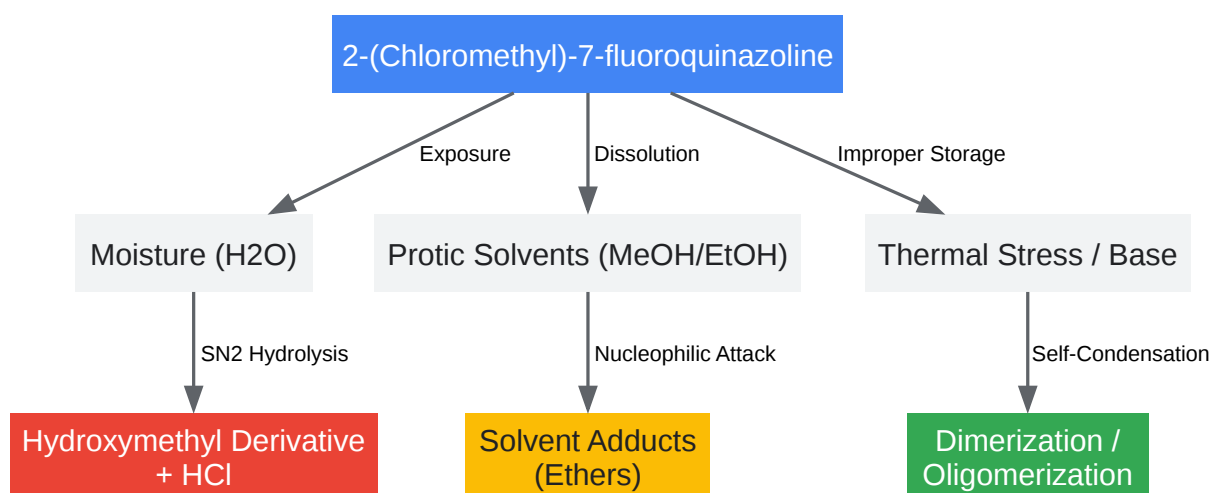 2-(Chloromethyl)-7-fluoroquinazoline
Exposure
Dissolution
Improper Storage
Moisture (H2O)
Protic Solvents (MeOH/EtOH)
Thermal Stress / Base
SN2 Hydrolysis
Nucleophilic Attack
Self-Condensation
Hydroxymethyl Derivative
+ HCl
Solvent Adducts
(Ethers)
Dimerization /
Oligomerization